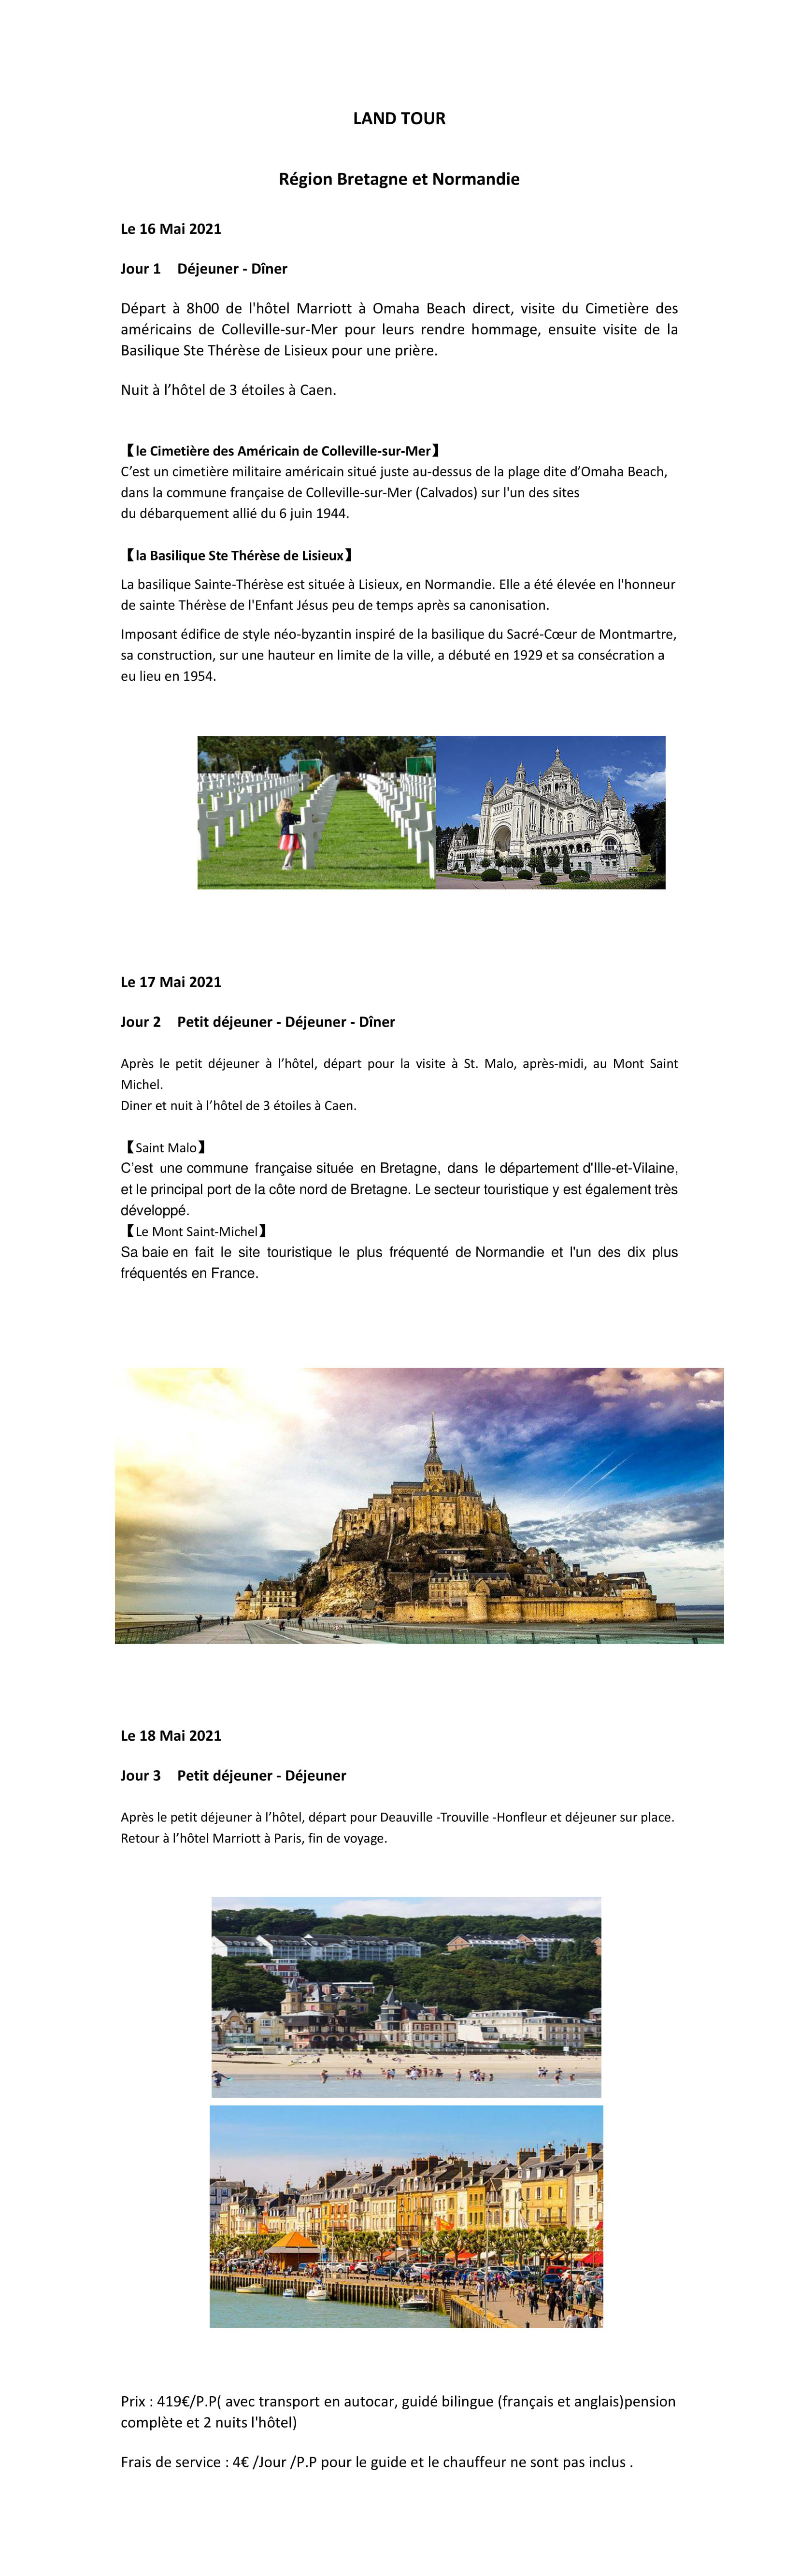 LAND TOUR
Région Bretagne et Normandie
Le 16 Mai 2021
Jour 1 Déjeuner - Dîner
Départ à 8h00 de l'hôtel Marriott à Omaha Beach direct, visite du Cimetière des
américains de Colleville-sur-Mer pour leurs rendre hommage, ensuite visite de la
Basilique Ste Thérèse de Lisieux pour une prière.
Nuit à l’hôtel de 3 étoiles à Caen.
【le Cimetière des Américain de Colleville-sur-Mer】
C’est un cimetière militaire américain situé juste au-dessus de la plage dite d’Omaha Beach,
dans la commune française de Colleville-sur-Mer (Calvados) sur l'un des sites
du débarquement allié du 6 juin 1944.
【la Basilique Ste Thérèse de Lisieux】
La basilique Sainte-Thérèse est située à Lisieux, en Normandie. Elle a été élevée en l'honneur
de sainte Thérèse de l'Enfant Jésus peu de temps après sa canonisation.
Imposant édifice de style néo-byzantin inspiré de la basilique du Sacré-Cœur de Montmartre,
sa construction, sur une hauteur en limite de la ville, a débuté en 1929 et sa consécration a
eu lieu en 1954.
Le 17 Mai 2021
Jour 2 Petit déjeuner - Déjeuner - Dîner
Après le petit déjeuner à l’hôtel, départ pour la visite à St. Malo, après-midi, au Mont Saint
Michel.
Diner et nuit à l’hôtel de 3 étoiles à Caen.
【Saint Malo】
C’est une commune française située en Bretagne, dans le département d'Ille-et-Vilaine,
et le principal port de la côte nord de Bretagne. Le secteur touristique y est également très
développé.
【Le Mont Saint-Michel】
Sa baie en fait le site touristique le plus fréquenté de Normandie et l'un des dix plus
fréquentés en France.
Le 18 Mai 2021
Jour 3 Petit déjeuner - Déjeuner
Après le petit déjeuner à l’hôtel, départ pour Deauville -Trouville -Honfleur et déjeuner sur place.
Retour à l’hôtel Marriott à Paris, fin de voyage.
Prix : 419€/P.P( avec transport en autocar, guidé bilingue (français et anglais)pension
complète et 2 nuits l'hôtel)
Frais de service : 4€ /Jour /P.P pour le guide et le chauffeur ne sont pas inclus .